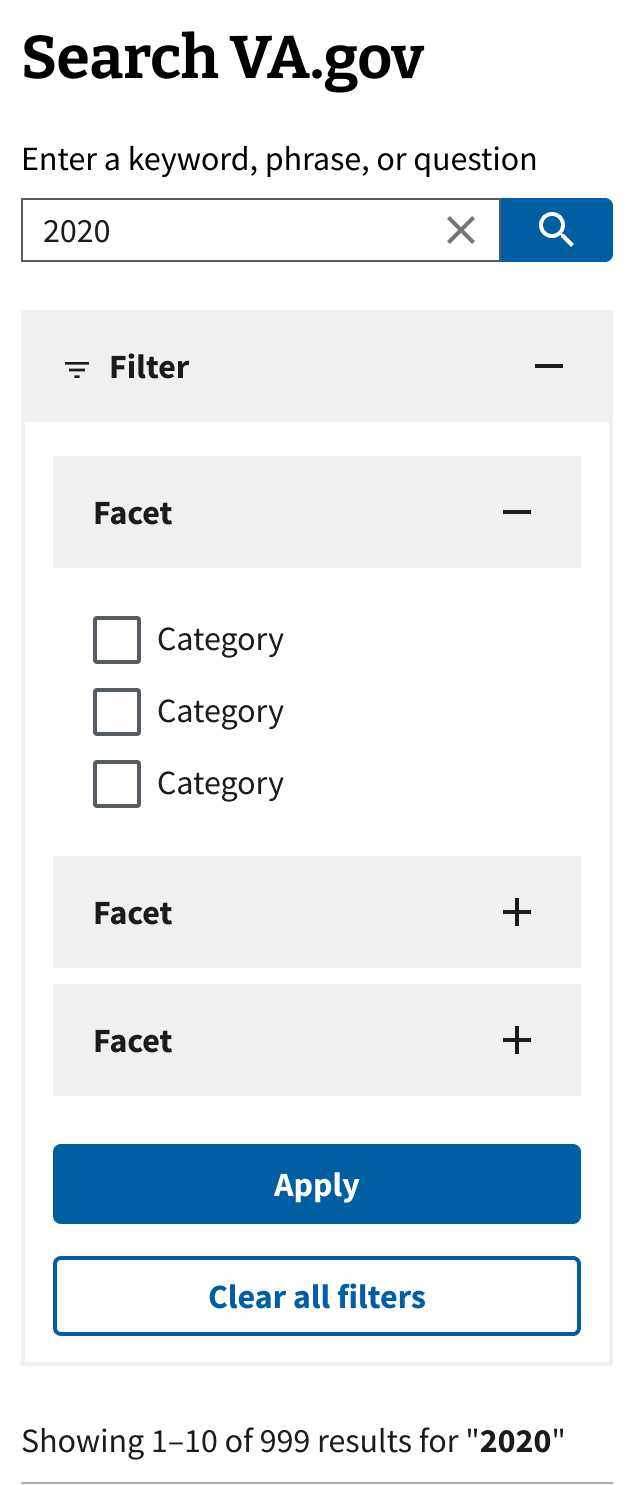 Search VA.gov
Enter a keyword, phrase, or question
2020
Filter
Facet
Category
Category
Category
Facet
Facet
Apply
Clear all filters
Showing 1–10 of 999 results for "2020"